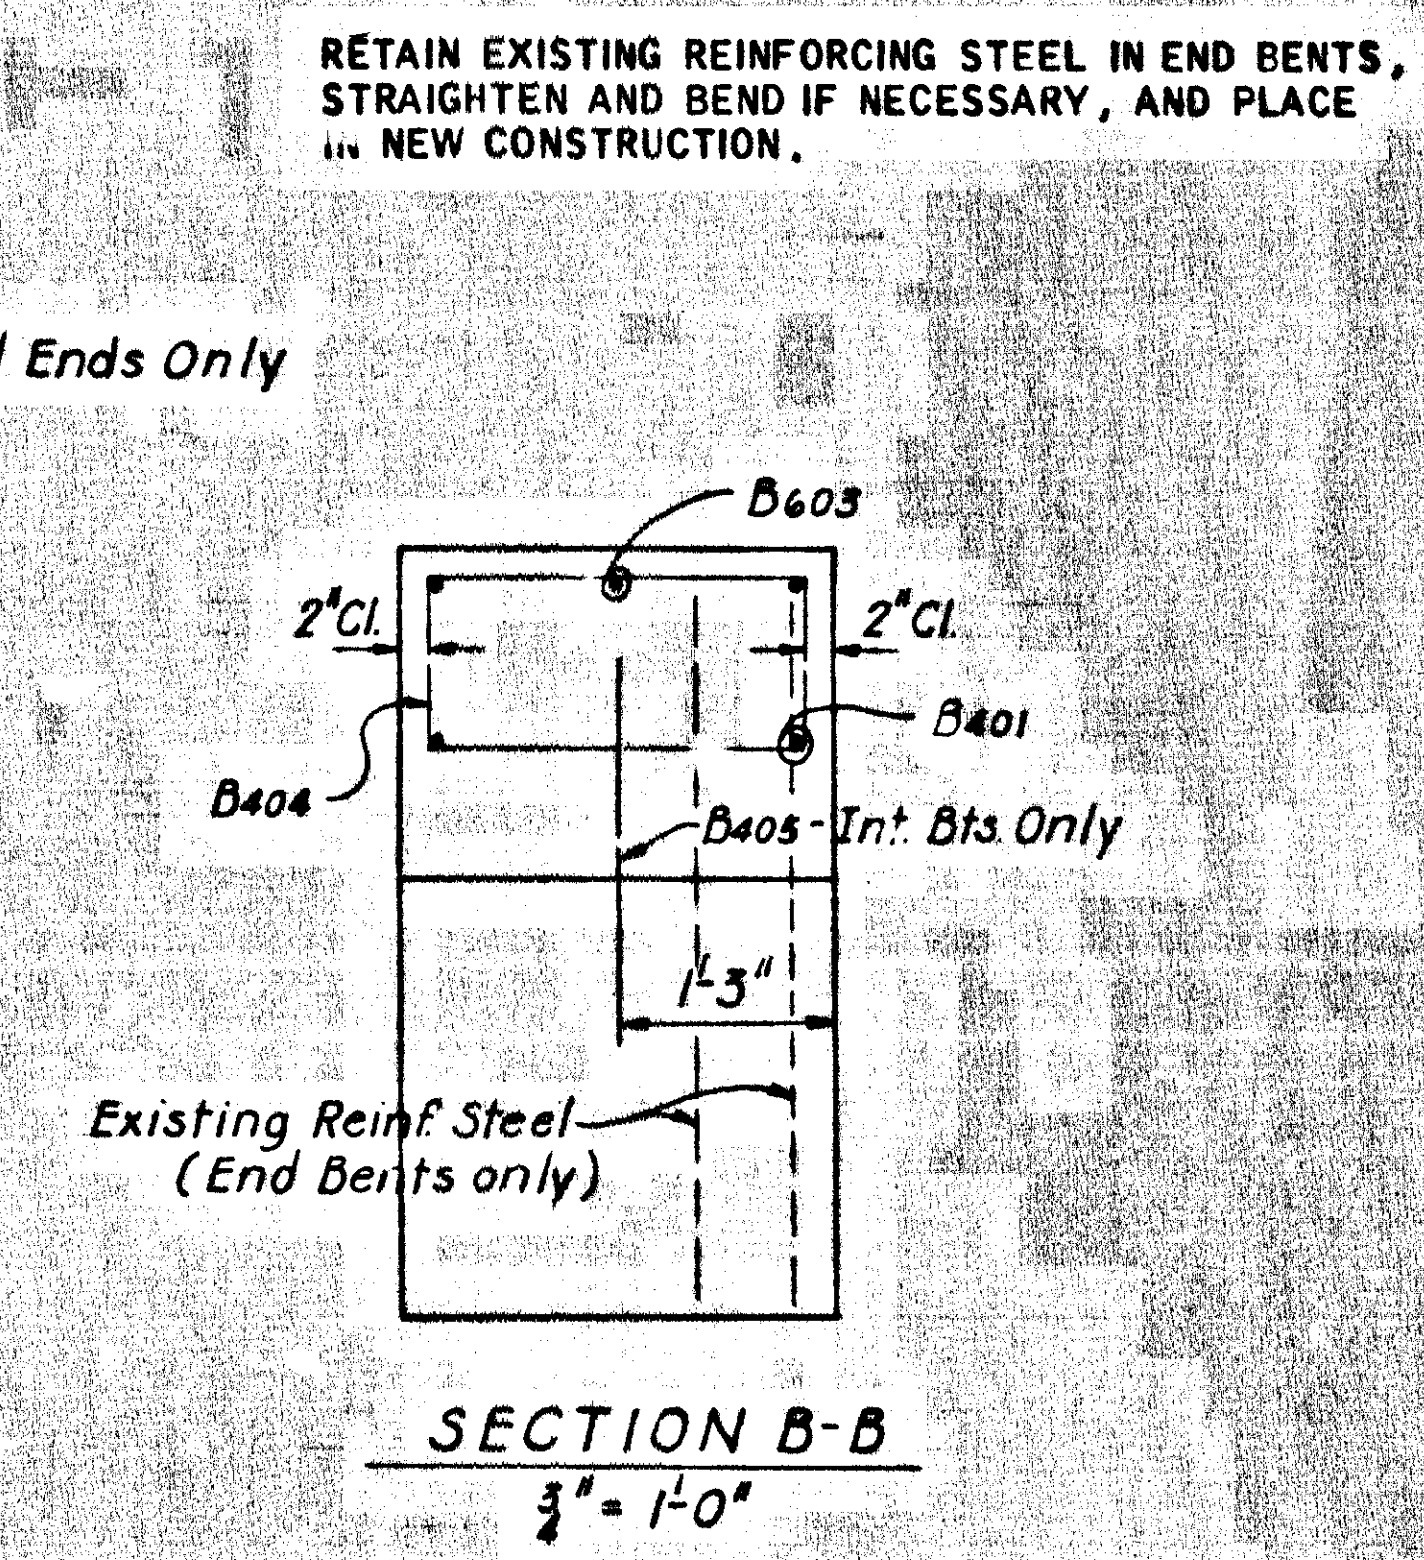 RETAIN EXISTING REINFORCING STEEL IN END BENTS,
STRAIGHTEN AND BEND IF NECESSARY, AND PLACE
IN NEW CONSTRUCTION.
Ends Only
B603
2" Cl.
2" Cl.
B401
B404
B405 - Int. Bts. Only
1'-3"
Existing Reinf. Steel
(End Bents only)
SECTION B-B
3/4" = 1'-0"